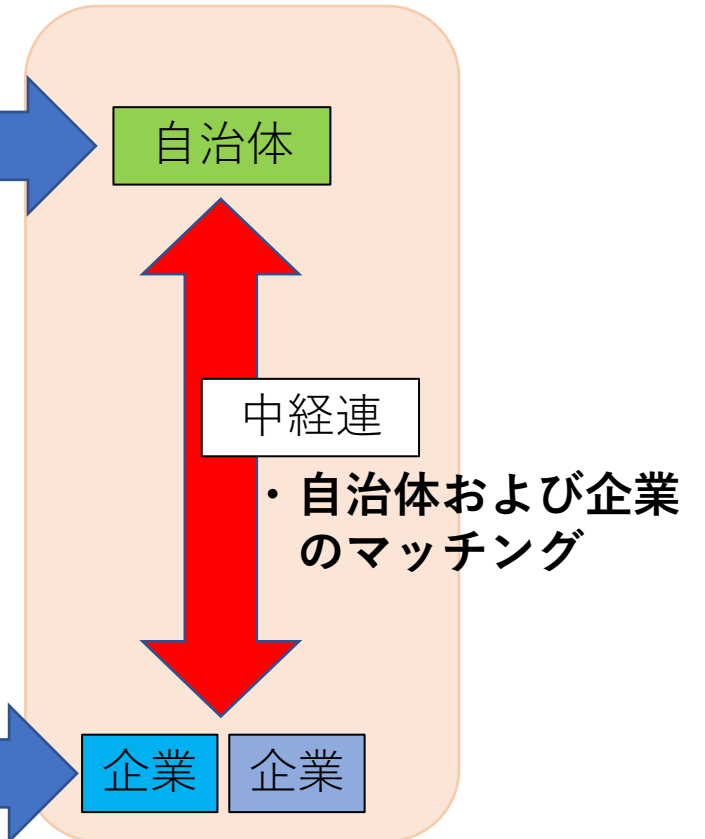 自治体
中経連
・自治体および企業
のマッチング
企業 企業